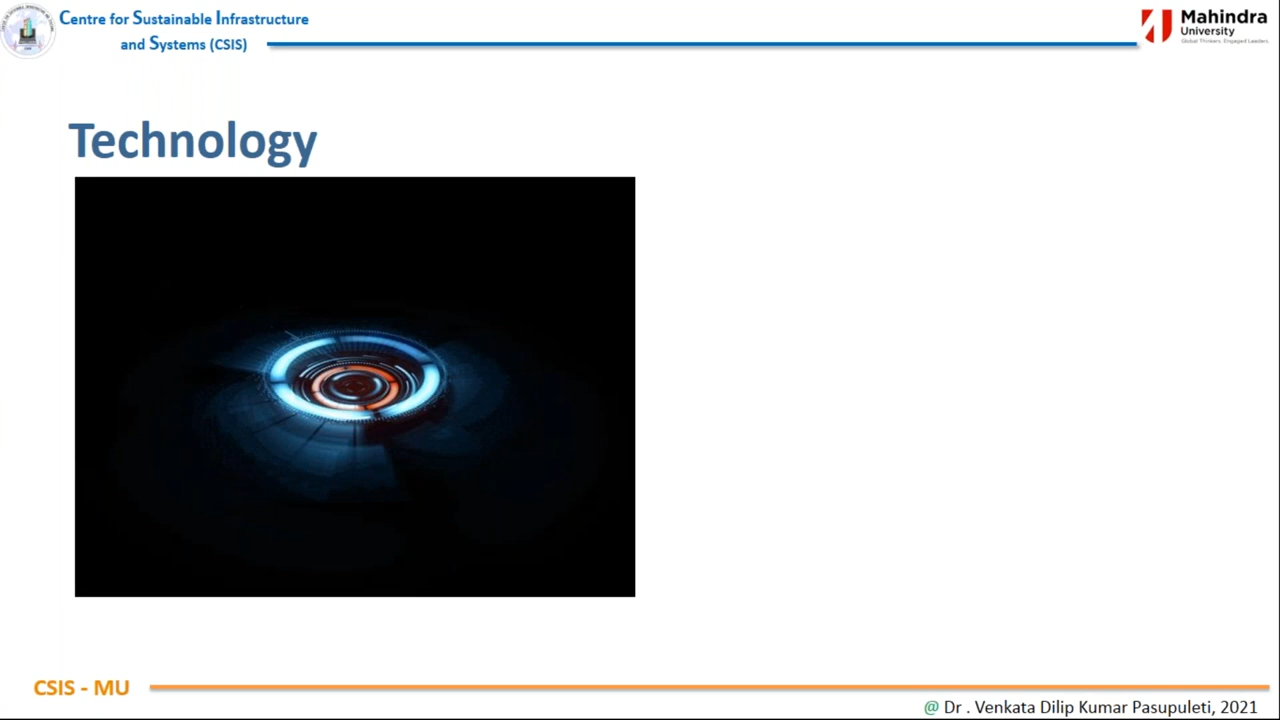 Centre for Sustainable Infrastructure
and Systems (CSIS)
Mahindra
University
Global Thinkers. Engaged Leaders.
Technology
CSIS - MU
@ Dr . Venkata Dilip Kumar Pasupuleti, 2021